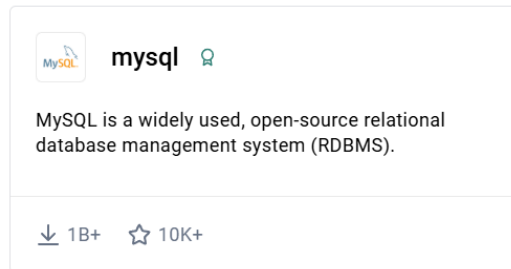 MySQL
mysql
MySQL is a widely used, open-source relational
database management system (RDBMS).
1B+ 10K+